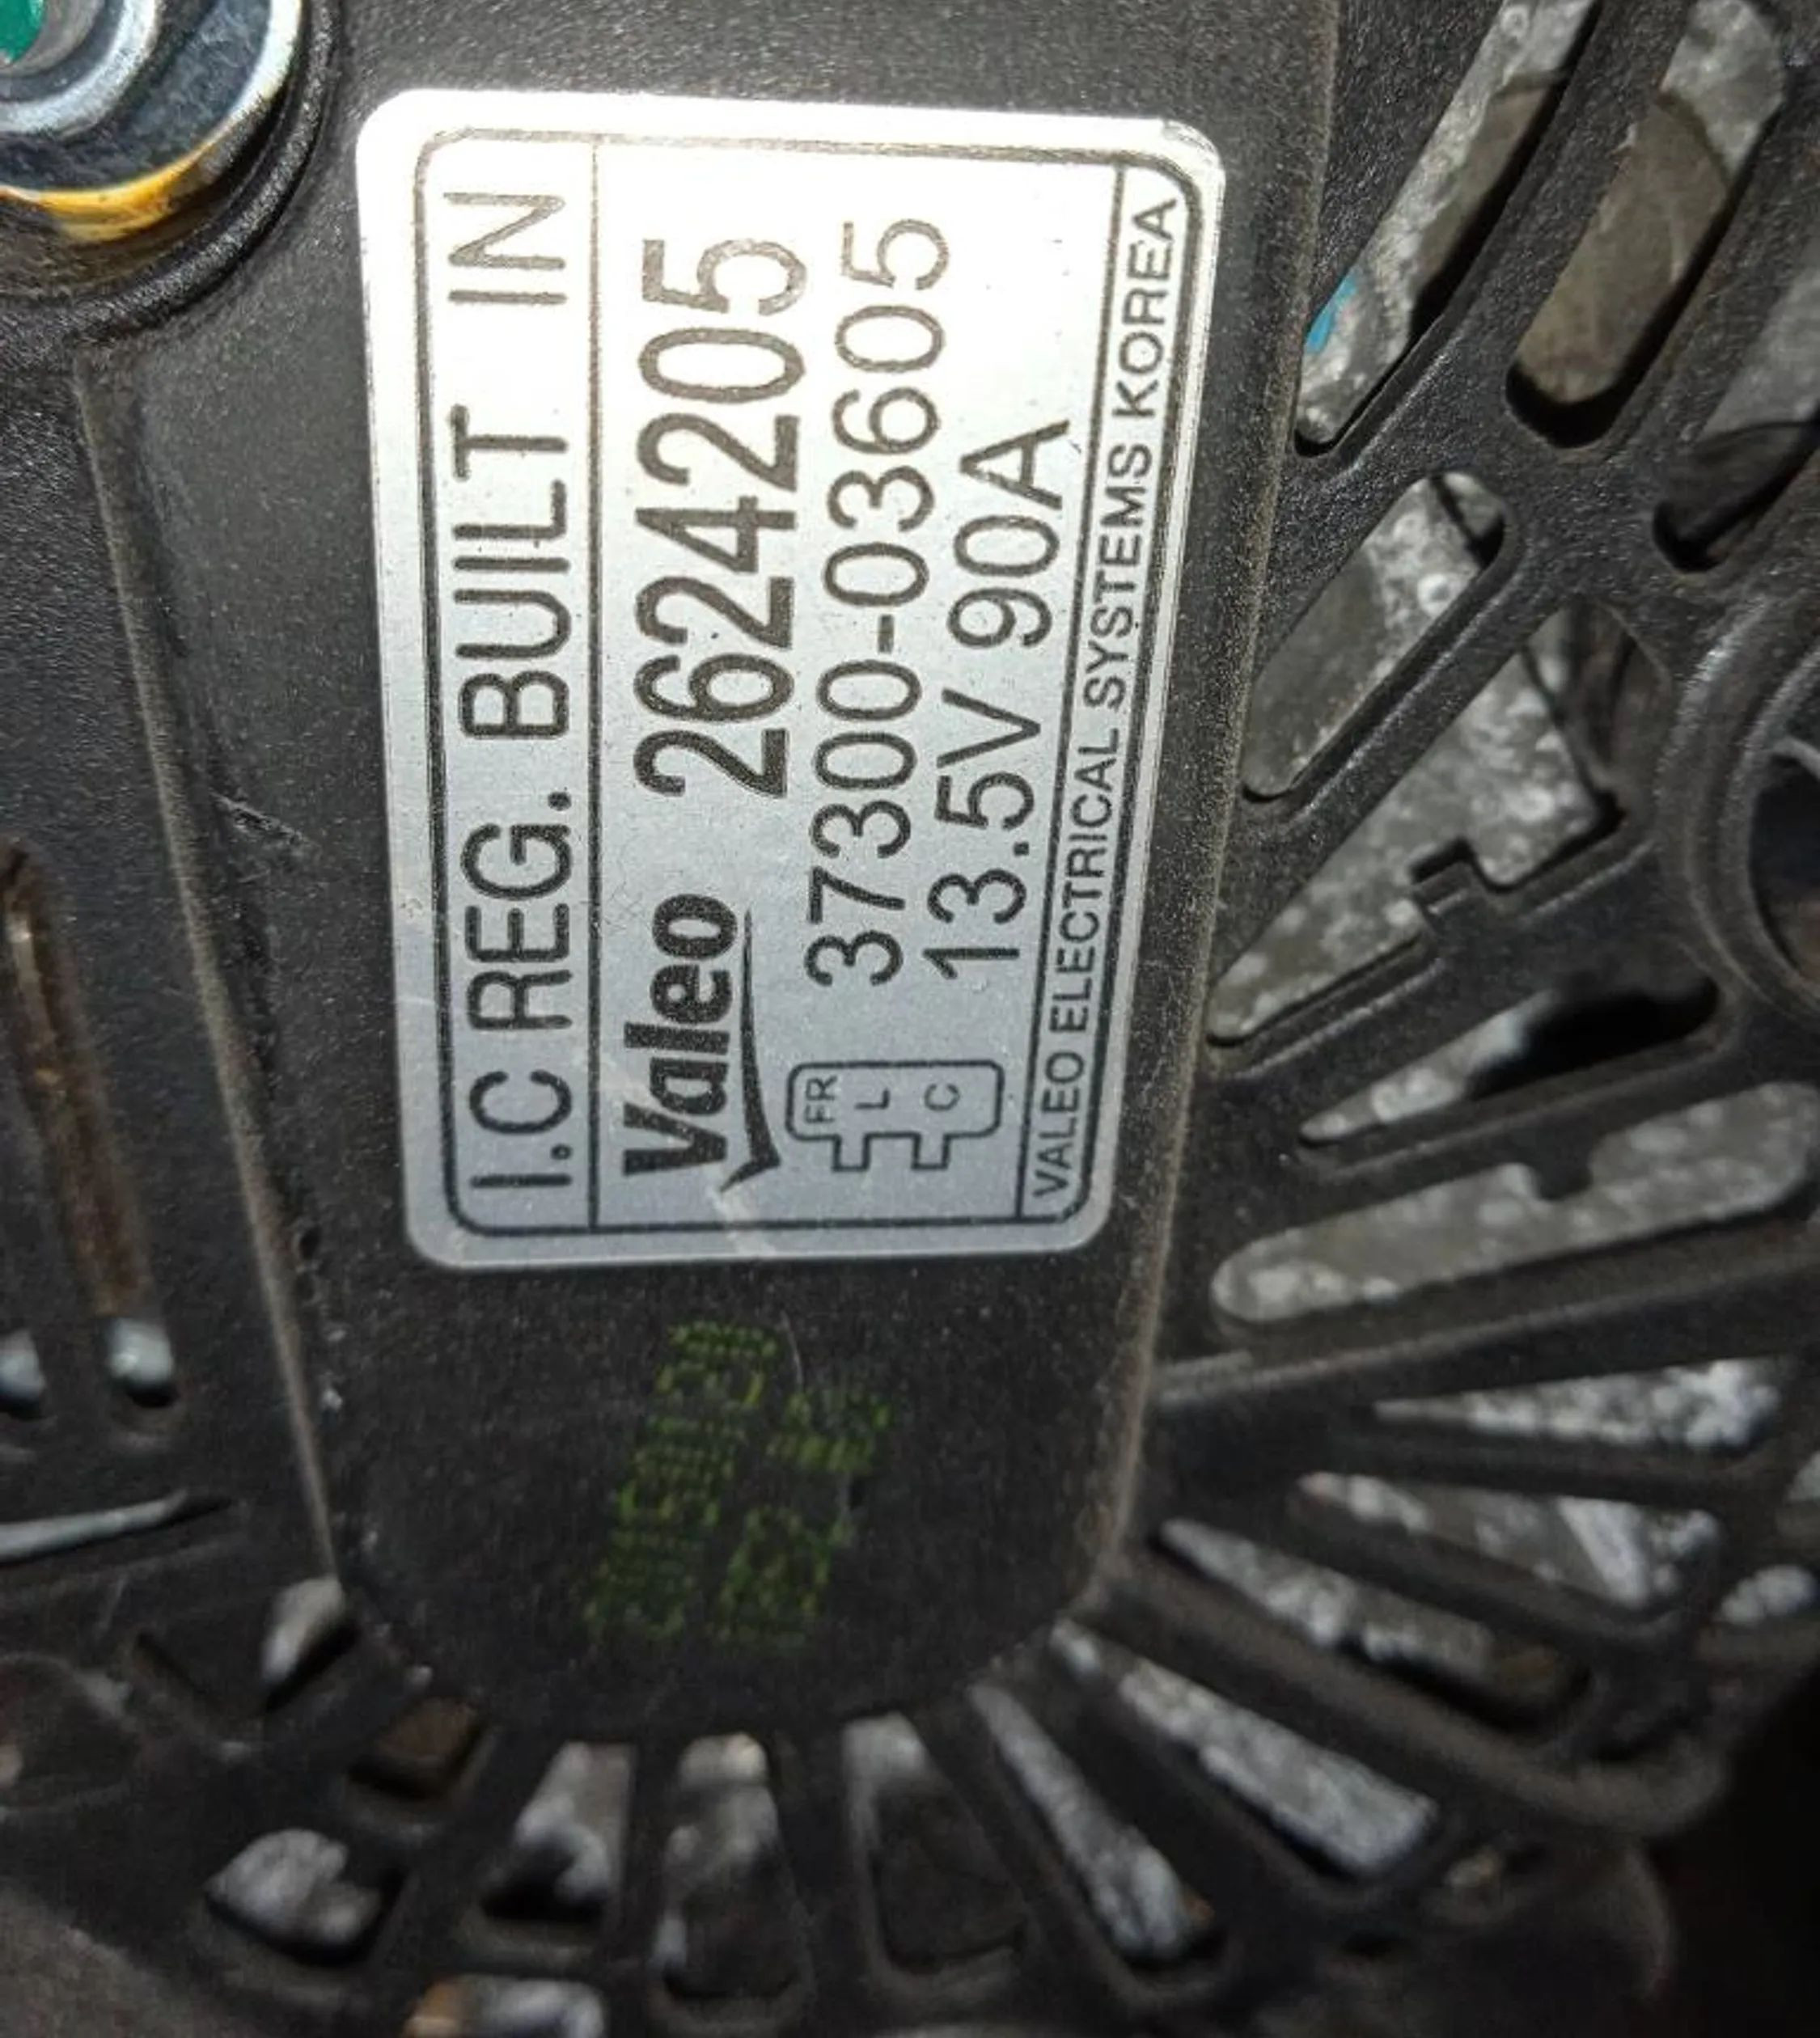 I.C REG. BUILT IN
Valeo 2624205
37300-03605
13.5V 90A
FR
L
C
VALEO ELECTRICAL SYSTEMS KOREA